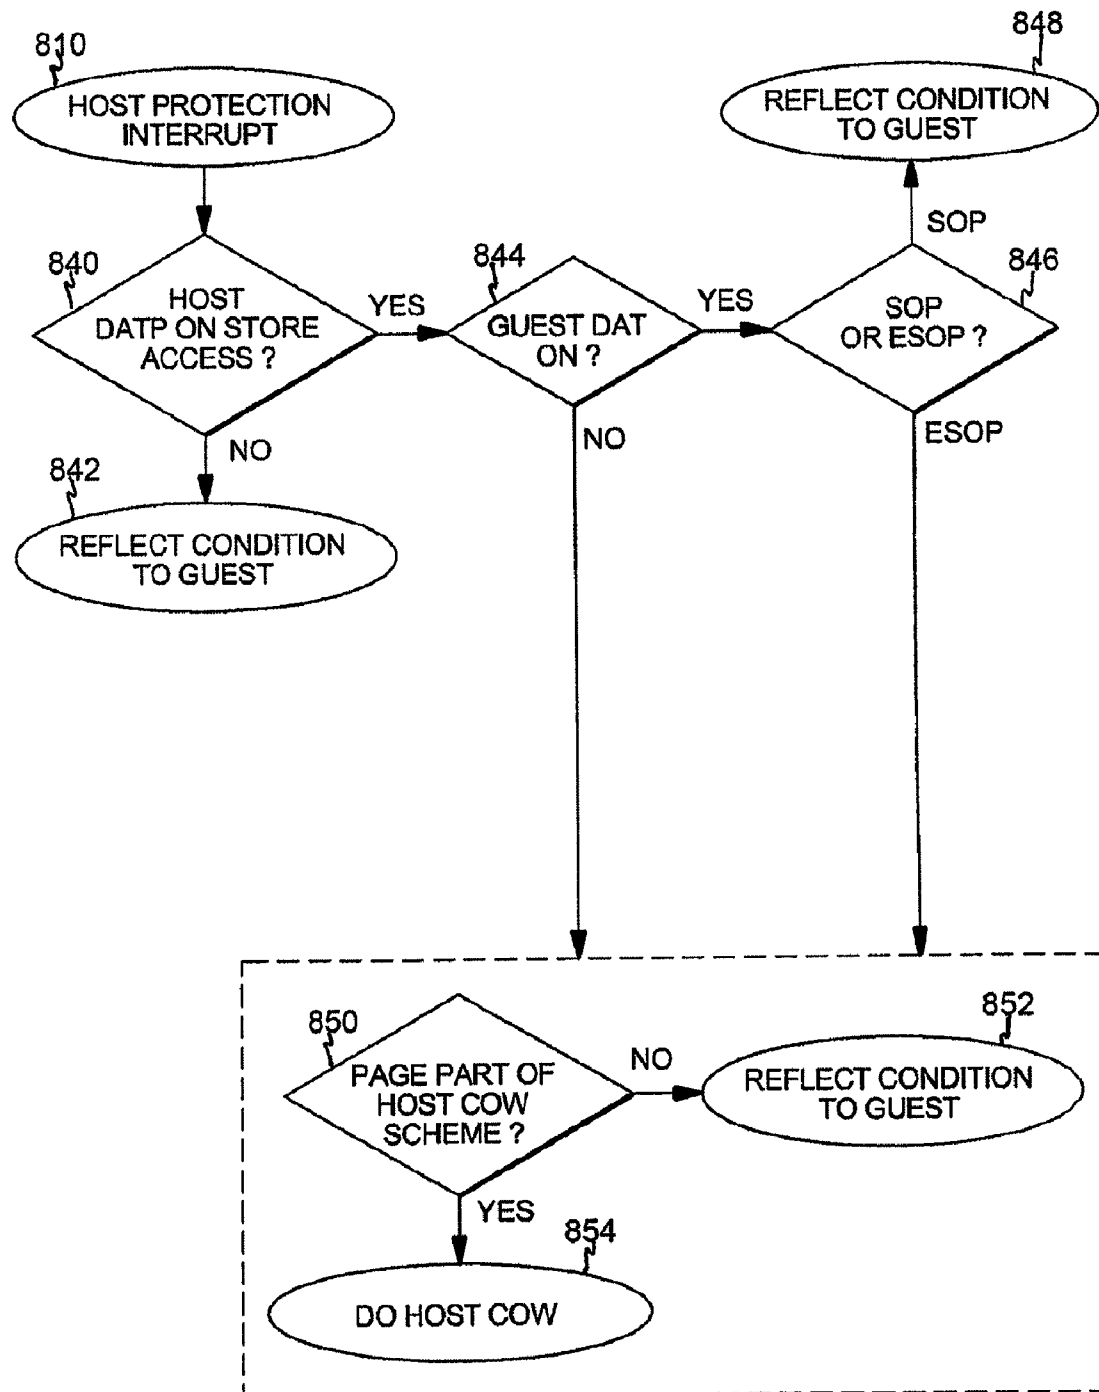 810
HOST PROTECTION
INTERRUPT
848
REFLECT CONDITION
TO GUEST
SOP
840
HOST
DATP ON STORE
ACCESS ?
YES
NO
844
GUEST DAT
ON ?
YES
NO
846
SOP
OR ESOP ?
ESOP
842
REFLECT CONDITION
TO GUEST
850
PAGE PART OF
HOST COW
SCHEME ?
NO
YES
852
REFLECT CONDITION
TO GUEST
854
DO HOST COW